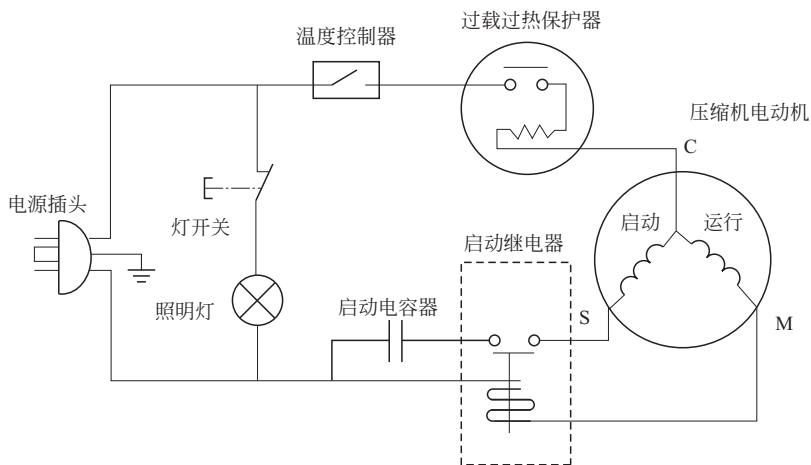 过载过热保护器
温度控制器
压缩机电动机
C
电源插头
启动
运行
灯开关
启动继电器
照明灯
启动电容器
S
M